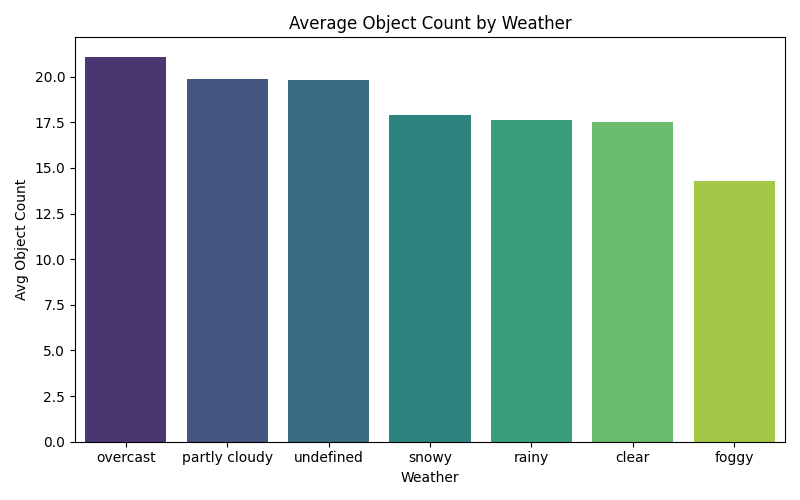 Average Object Count by Weather
Avg Object Count
20.0
17.5
15.0
12.5
10.0
7.5
5.0
2.5
0.0
overcast partly cloudy undefined snowy rainy clear foggy
Weather